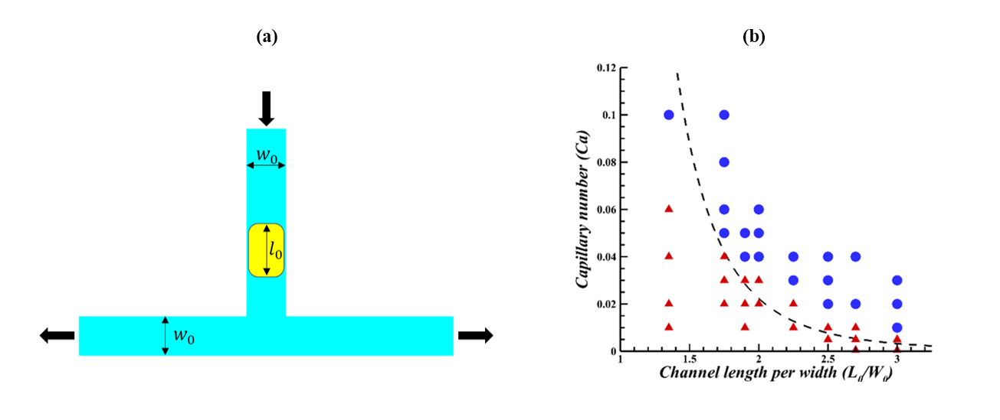 (a)
(b)
w₀
l₀
w₀
Capillary number (Ca)
0.12
0.1
0.08
0.06
0.04
0.02
0
1
1.5
2
2.5
3
Channel length per width (L₀/W₀)